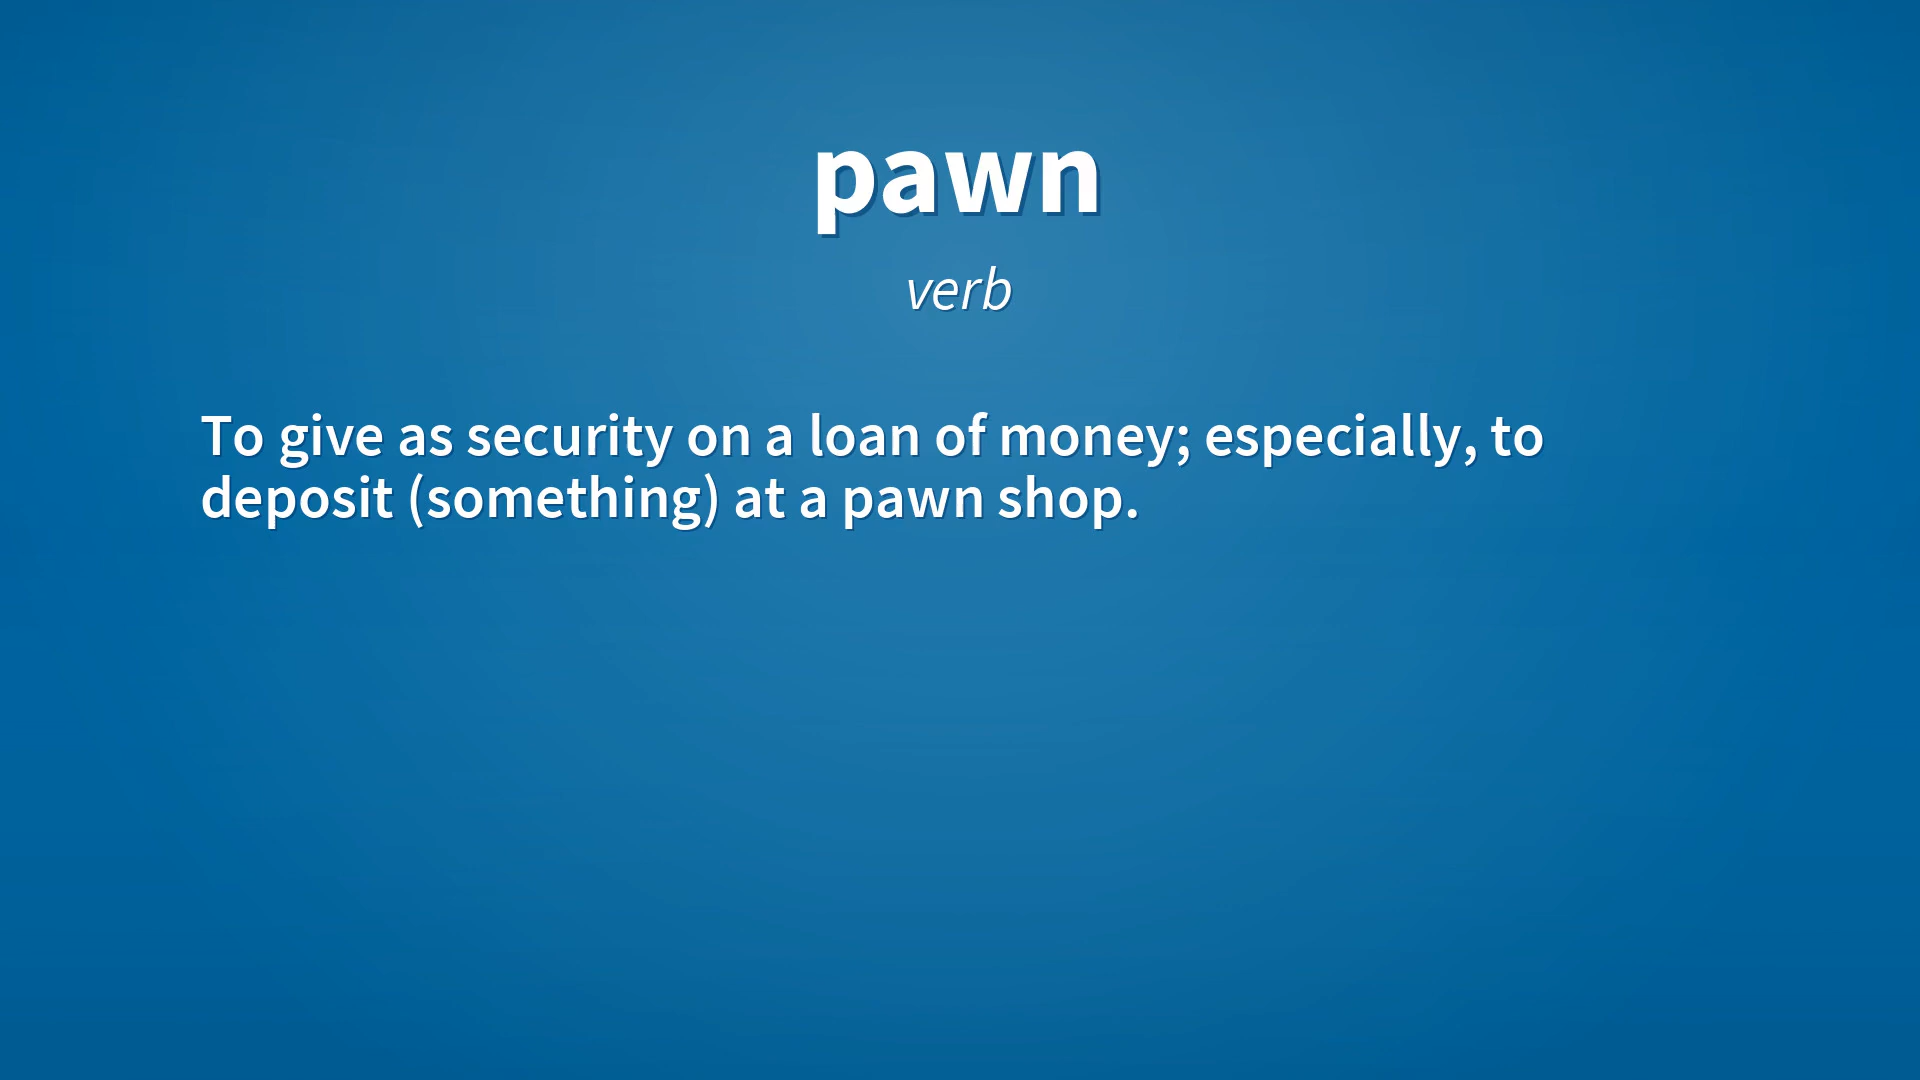 pawn
verb
To give as security on a loan of money; especially, to
deposit (something) at a pawn shop.